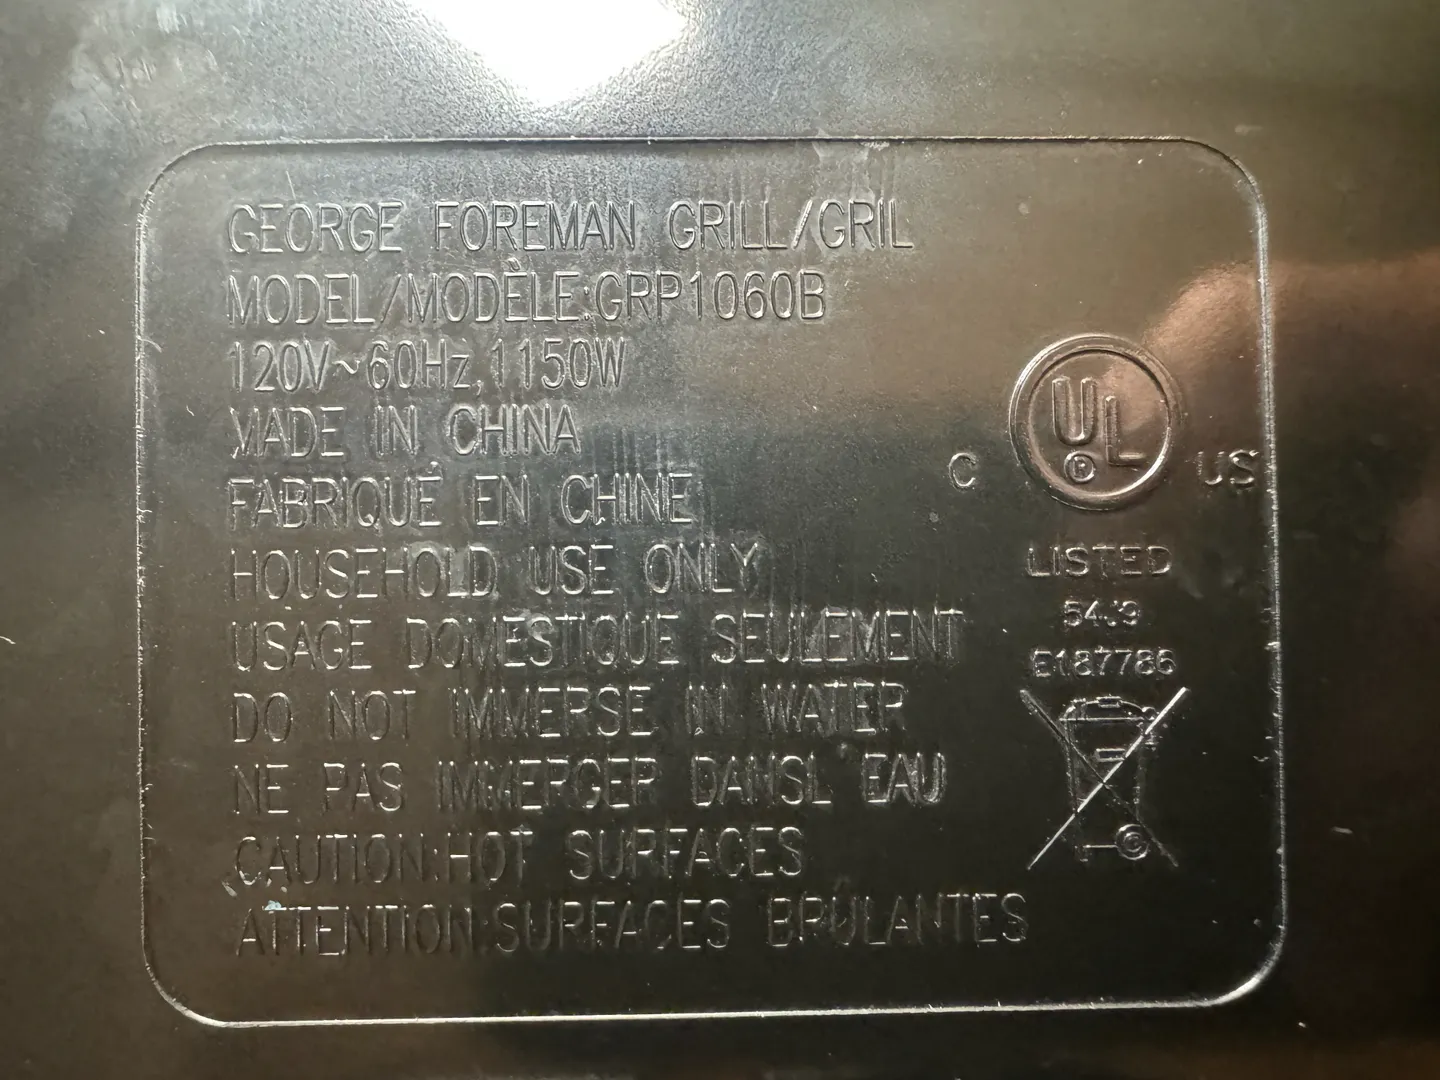 GEORGE FOREMAN GRILL/GRIL
MODEL/MODÈLE:GRP1060B
120V~60Hz,1150W
MADE IN CHINA
FABRIQUÉ EN CHINE
HOUSEHOLD USE ONLY
USAGE DOMESTIQUE SEULEMENT
DO NOT IMMERSE IN WATER
NE PAS IMMERGER DANSL'EAU
CAUTION:HOT SURFACES
ATTENTION:SURFACES BRÛLANTES
C UL® US
LISTED
E187786